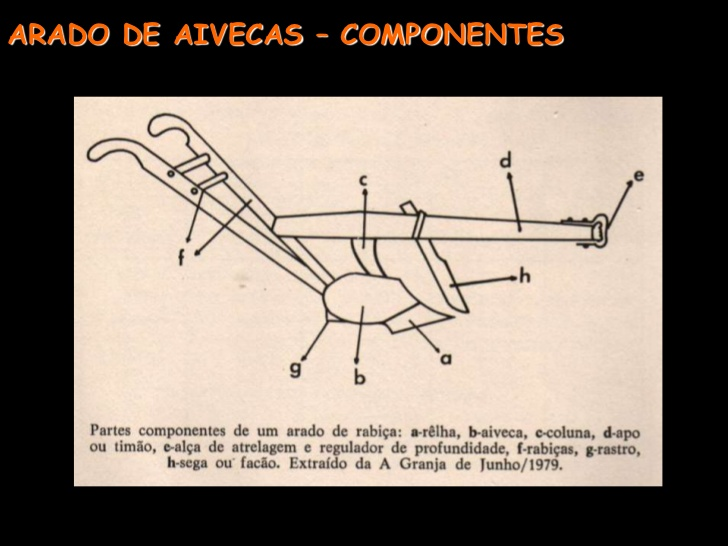 ARADO DE AIVECAS – COMPONENTES
d
c
e
f
h
a
g
b
Partes componentes de um arado de rabiça: a-rêlha, b-aiveca, c-coluna, d-apo
ou timão, e-alça de atrelagem e regulador de profundidade, f-rabiças, g-rastro,
h-sega ou facão. Extraído da A Granja de Junho/1979.